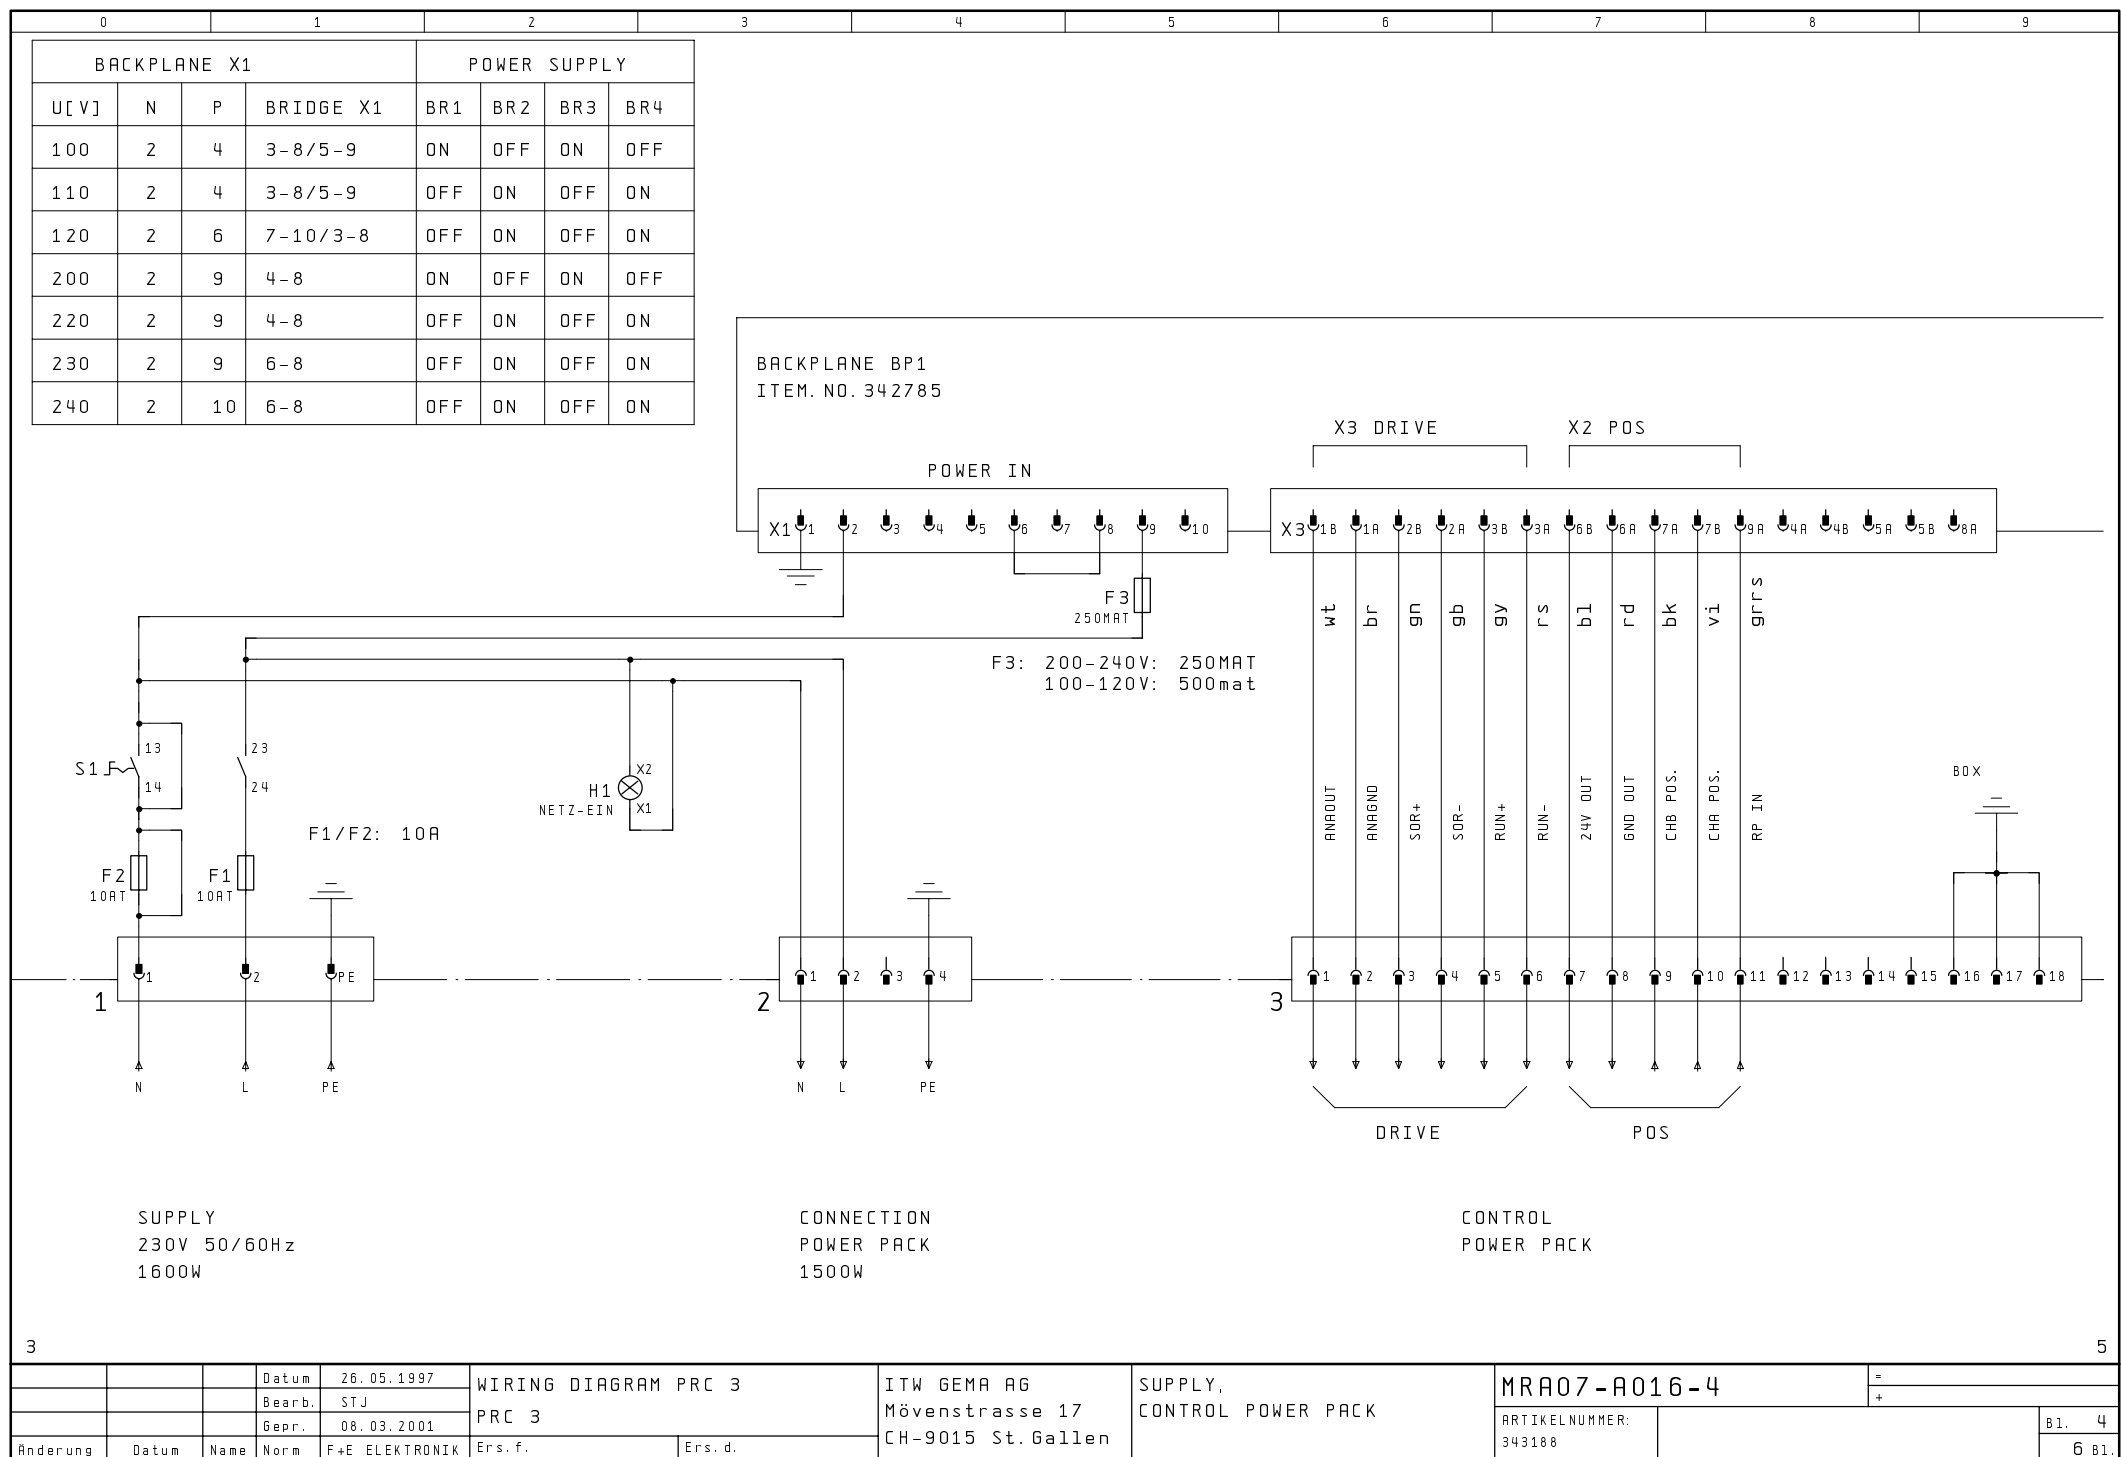 0 1 2 3 4 5 6 7 8 9
BACKPLANE X1 POWER SUPPLY
U[V] N P BRIDGE X1 BR1 BR2 BR3 BR4
100 2 4 3-8/5-9 ON OFF ON OFF
110 2 4 3-8/5-9 OFF ON OFF ON
120 2 6 7-10/3-8 OFF ON OFF ON
200 2 9 4-8 ON OFF ON OFF
220 2 9 4-8 OFF ON OFF ON
230 2 9 6-8 OFF ON OFF ON
240 2 10 6-8 OFF ON OFF ON
BACKPLANE BP1
ITEM.NO.342785
X3 DRIVE X2 POS
POWER IN
X1 1 2 3 4 5 6 7 8 9 10
X3 1B 1A 2B 2A 3B 3A 6B 6A 7A 7B 9A 4A 4B 5A 5B 8A
F3
250MAT
wt br gn gb gy rs bl rd bk vi grrs
F3: 200-240V: 250MAT
100-120V: 500mat
S1 13 14 23 24
H1 X2 X1
NETZ-EIN
ANAOUT ANAGND SOR+ SOR- RUN+ RUN- 24V OUT GND OUT CHB POS. CHA POS. RP IN
BOX
F1/F2: 10A
F2
10AT
F1
10AT
1 1 2 PE
2 1 2 3 4
3 1 2 3 4 5 6 7 8 9 10 11 12 13 14 15 16 17 18
N L PE
N L PE
DRIVE POS
SUPPLY
230V 50/60Hz
1600W
CONNECTION
POWER PACK
1500W
CONTROL
POWER PACK
3 5
Datum 26.05.1997
Bearb. STJ
Gepr. 08.03.2001
Änderung Datum Name Norm F+E ELEKTRONIK
WIRING DIAGRAM PRC 3
PRC 3
Ers.f. Ers.d.
ITW GEMA AG
Mövenstrasse 17
CH-9015 St.Gallen
SUPPLY,
CONTROL POWER PACK
MRA07-A016-4
=
+
ARTIKELNUMMER:
343188
Bl. 4
6 Bl.